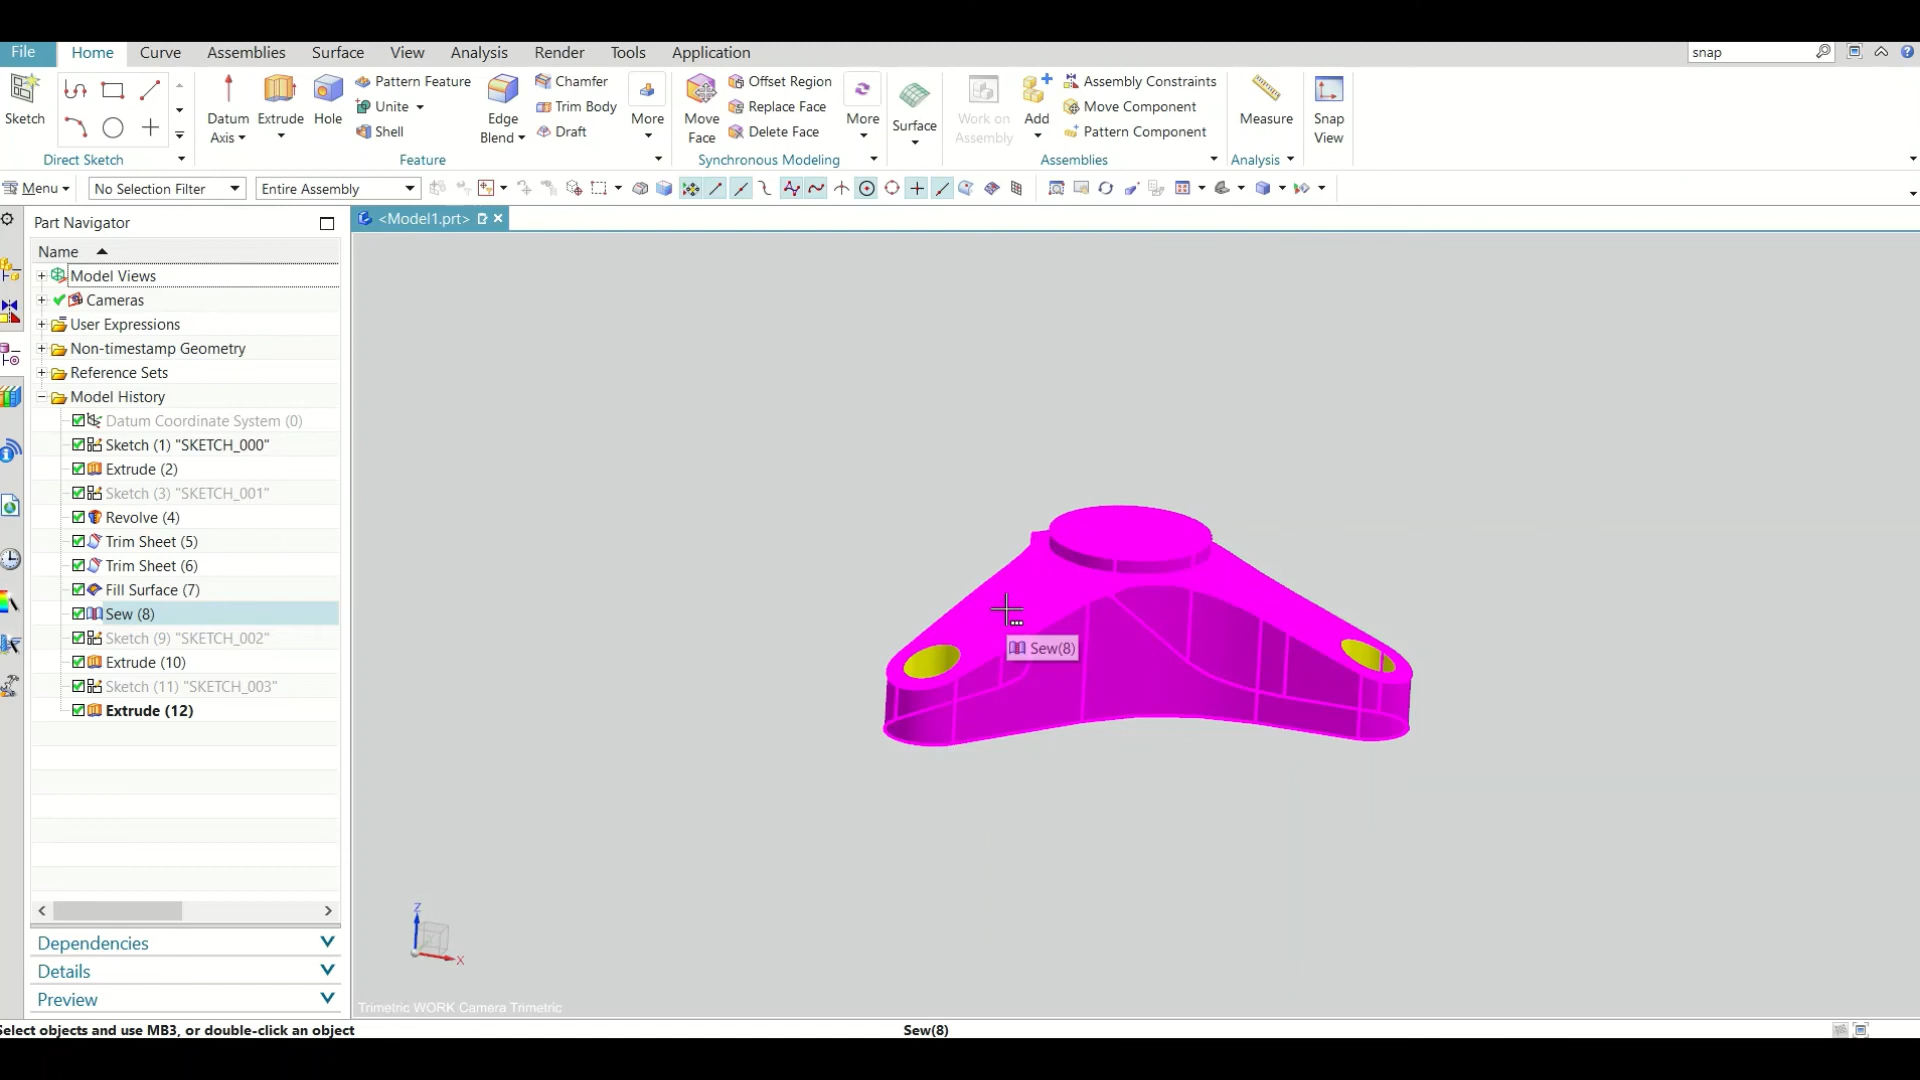 File Home Curve Assemblies Surface View Analysis Render Tools Application snap
Sketch
Direct Sketch
Datum Axis
Extrude
Hole
Pattern Feature
Unite
Shell
Edge Blend
Chamfer
Trim Body
Draft
More
Feature
Move Face
Offset Region
Replace Face
Delete Face
More
Synchronous Modeling
Surface
Work on Assembly
Add
Assembly Constraints
Move Component
Pattern Component
Assemblies
Measure
Analysis
Snap View
Menu No Selection Filter Entire Assembly
Part Navigator
<Model1.prt>
Name
Model Views
Cameras
User Expressions
Non-timestamp Geometry
Reference Sets
Model History
Datum Coordinate System (0)
Sketch (1) "SKETCH_000"
Extrude (2)
Sketch (3) "SKETCH_001"
Revolve (4)
Trim Sheet (5)
Trim Sheet (6)
Fill Surface (7)
Sew (8)
Sketch (9) "SKETCH_002"
Extrude (10)
Sketch (11) "SKETCH_003"
Extrude (12)
Dependencies
Details
Preview
Sew(8)
Z
X
Trimetric WORK Camera Trimetric
Select objects and use MB3, or double-click an object
Sew(8)